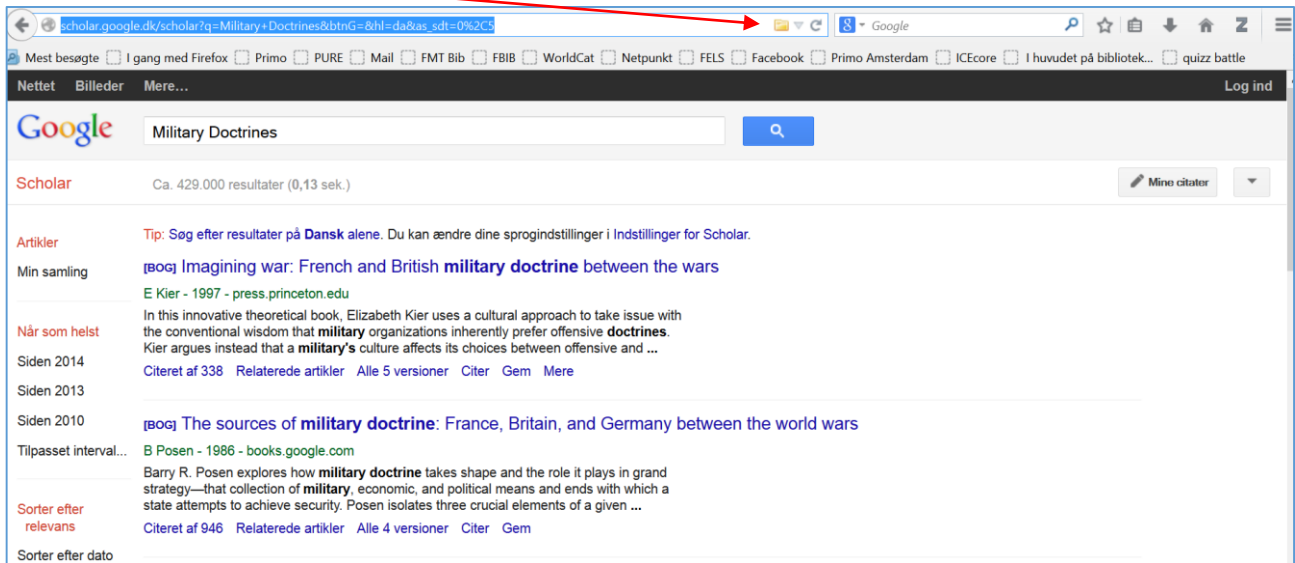 scholar.google.dk/scholar?q=Military+Doctrines&btnG=&hl=da&as_sdt=0%2C5
8 Google
Z
Mest besøgte I gang med Firefox Primo PURE Mail FMT Bib FBIB WorldCat Netpunkt FELS Facebook Primo Amsterdam ICEcore I huvudet på bibliotek... quizz battle
Nettet Billeder Mere... Log ind
Google Military Doctrines
Scholar Ca. 429.000 resultater (0,13 sek.) Mine citater
Artikler
Min samling
Når som helst
Siden 2014
Siden 2013
Siden 2010
Tilpasset interval...
Sorter efter
relevans
Sorter efter dato
Tip: Søg efter resultater på Dansk alene. Du kan ændre dine sprogindstillinger i Indstillinger for Scholar.
[BOG] Imagining war: French and British military doctrine between the wars
E Kier - 1997 - press.princeton.edu
In this innovative theoretical book, Elizabeth Kier uses a cultural approach to take issue with
the conventional wisdom that military organizations inherently prefer offensive doctrines.
Kier argues instead that a military's culture affects its choices between offensive and ...
Citeret af 338 Relaterede artikler Alle 5 versioner Citer Gem Mere
[BOG] The sources of military doctrine: France, Britain, and Germany between the world wars
B Posen - 1986 - books.google.com
Barry R. Posen explores how military doctrine takes shape and the role it plays in grand
strategy—that collection of military, economic, and political means and ends with which a
state attempts to achieve security. Posen isolates three crucial elements of a given ...
Citeret af 946 Relaterede artikler Alle 4 versioner Citer Gem